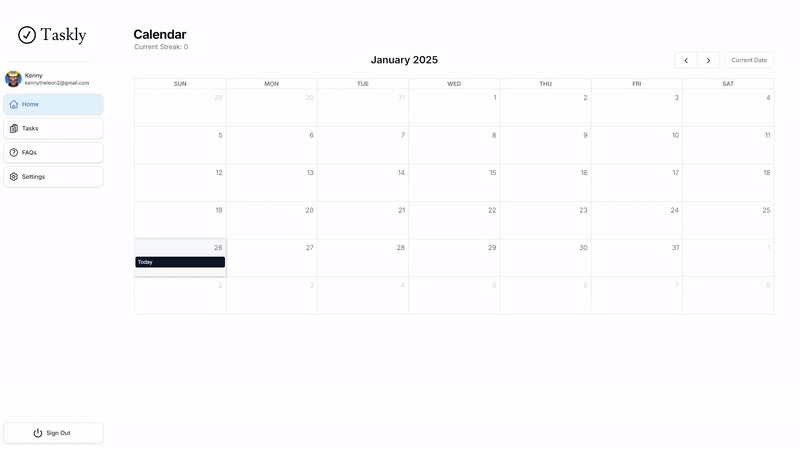 Taskly
Kenny
kennytheleon2@gmail.com
Home
Tasks
FAQs
Settings
Sign Out
Calendar
Current Streak: 0
January 2025
Current Date
SUN MON TUE WED THU FRI SAT
29 30 31 1 2 3 4
5 6 7 8 9 10 11
12 13 14 15 16 17 18
19 20 21 22 23 24 25
26 27 28 29 30 31 1
Today
2 3 4 5 6 7 8